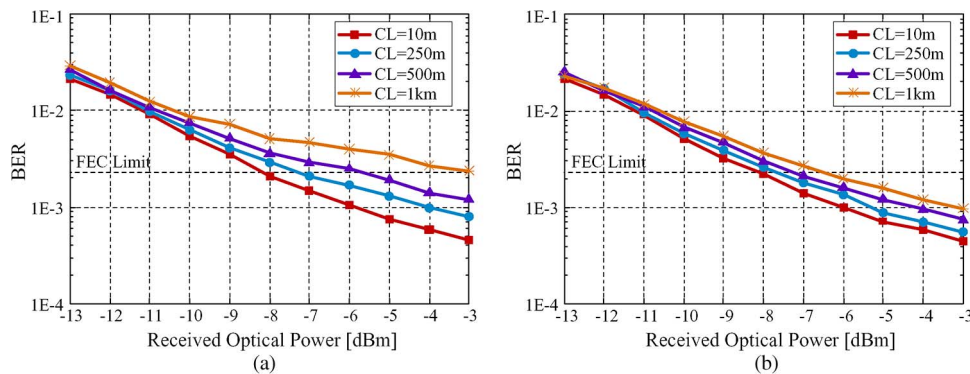 1E-1
1E-2
1E-3
1E-4
BER
FEC Limit
CL=10m
CL=250m
CL=500m
CL=1km
-13 -12 -11 -10 -9 -8 -7 -6 -5 -4 -3
Received Optical Power [dBm]
(a)
1E-1
1E-2
1E-3
1E-4
BER
FEC Limit
CL=10m
CL=250m
CL=500m
CL=1km
-13 -12 -11 -10 -9 -8 -7 -6 -5 -4 -3
Received Optical Power [dBm]
(b)